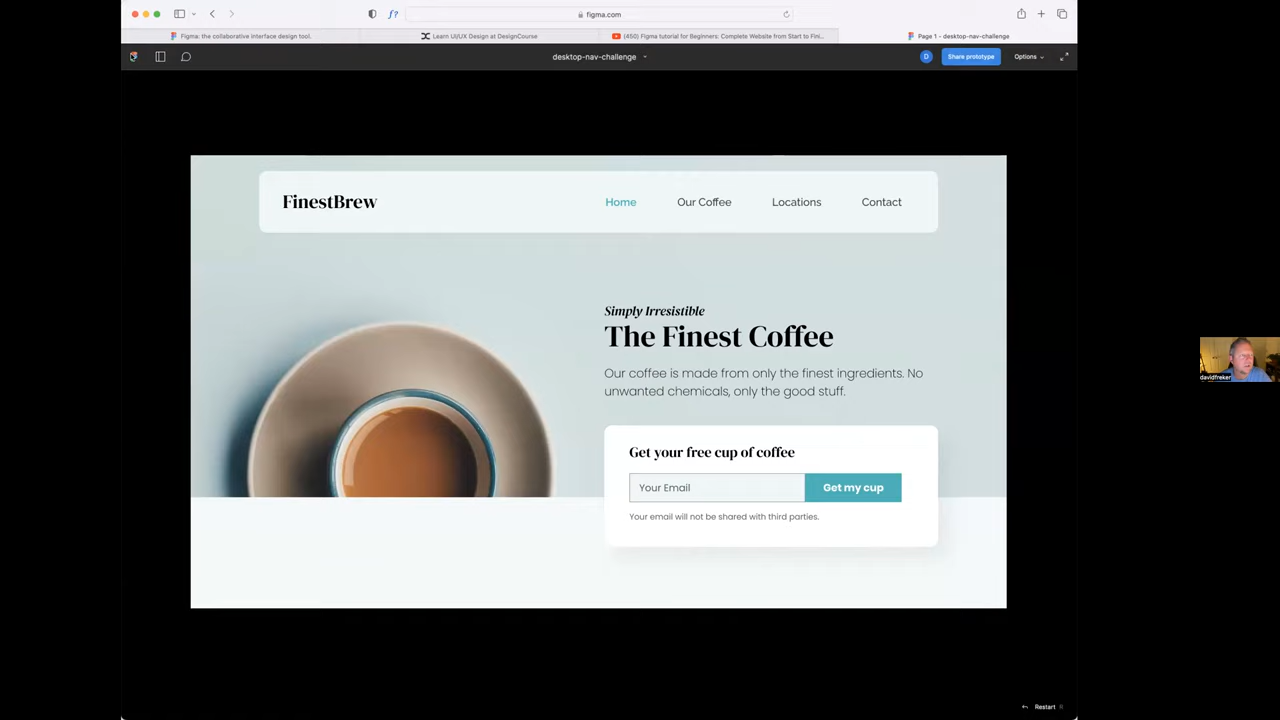 figma.com
Figma: the collaborative interface design tool.
Learn UI/UX Design at DesignCourse
(450) Figma tutorial for Beginners: Complete Website from Start to Fini...
Page 1 – desktop-nav-challenge
desktop-nav-challenge
D
Share prototype
Options
FinestBrew
Home
Our Coffee
Locations
Contact
Simply Irresistible
The Finest Coffee
Our coffee is made from only the finest ingredients. No
unwanted chemicals, only the good stuff.
Get your free cup of coffee
Your Email
Get my cup
Your email will not be shared with third parties.
davidfreker
Restart R